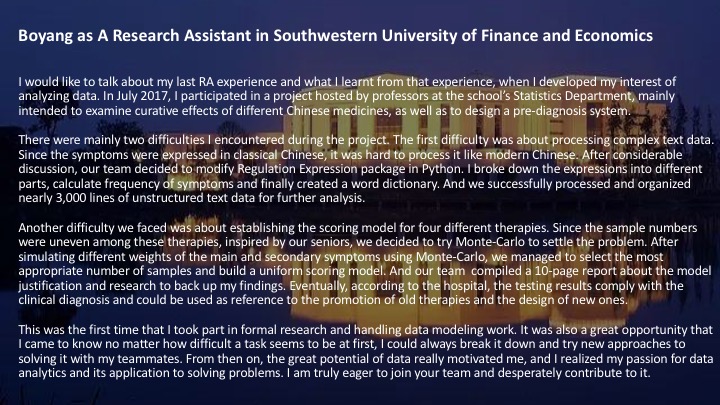 Boyang as A Research Assistant in Southwestern University of Finance and Economics
I would like to talk about my last RA experience and what I learnt from that experience, when I developed my interest of
analyzing data. In July 2017, I participated in a project hosted by professors at the school's Statistics Department, mainly
intended to examine curative effects of different Chinese medicines, as well as to design a pre-diagnosis system.
There were mainly two difficulties I encountered during the project. The first difficulty was about processing complex text data.
Since the symptoms were expressed in classical Chinese, it was hard to process it like modern Chinese. After considerable
discussion, our team decided to modify Regulation Expression package in Python. I broke down the expressions into different
parts, calculate frequency of symptoms and finally created a word dictionary. And we successfully processed and organized
nearly 3,000 lines of unstructured text data for further analysis.
Another difficulty we faced was about establishing the scoring model for four different therapies. Since the sample numbers
were uneven among these therapies, inspired by our seniors, we decided to try Monte-Carlo to settle the problem. After
simulating different weights of the main and secondary symptoms using Monte-Carlo, we managed to select the most
appropriate number of samples and build a uniform scoring model. And our team compiled a 10-page report about the model
justification and research to back up my findings. Eventually, according to the hospital, the testing results comply with the
clinical diagnosis and could be used as reference to the promotion of old therapies and the design of new ones.
This was the first time that I took part in formal research and handling data modeling work. It was also a great opportunity that
I came to know no matter how difficult a task seems to be at first, I could always break it down and try new approaches to
solving it with my teammates. From then on, the great potential of data really motivated me, and I realized my passion for data
analytics and its application to solving problems. I am truly eager to join your team and desperately contribute to it.